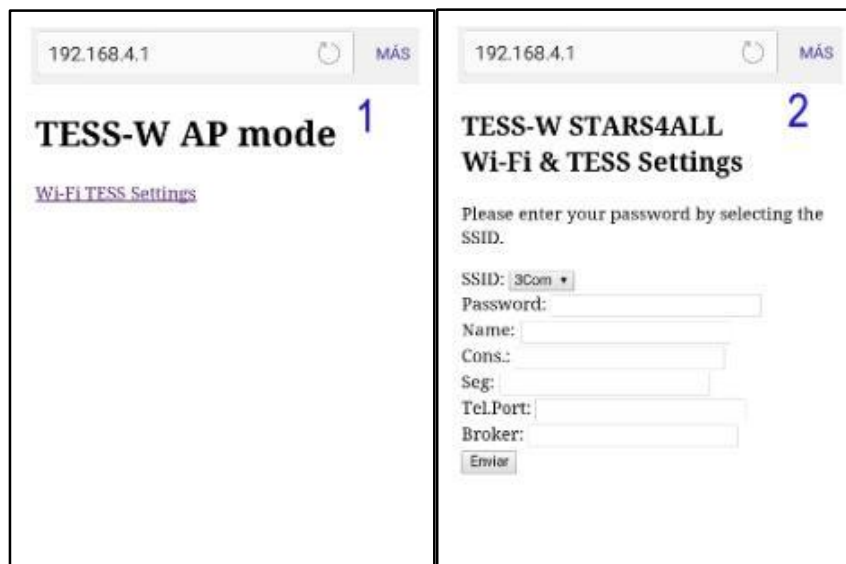 192.168.4.1 MÁS
1
TESS-W AP mode
Wi-Fi TESS Settings
192.168.4.1 MÁS
2
TESS-W STARS4ALL
Wi-Fi & TESS Settings
Please enter your password by selecting the
SSID.
SSID: 3Com
Password:
Name:
Cons.:
Seg:
Tel.Port:
Broker:
Enviar